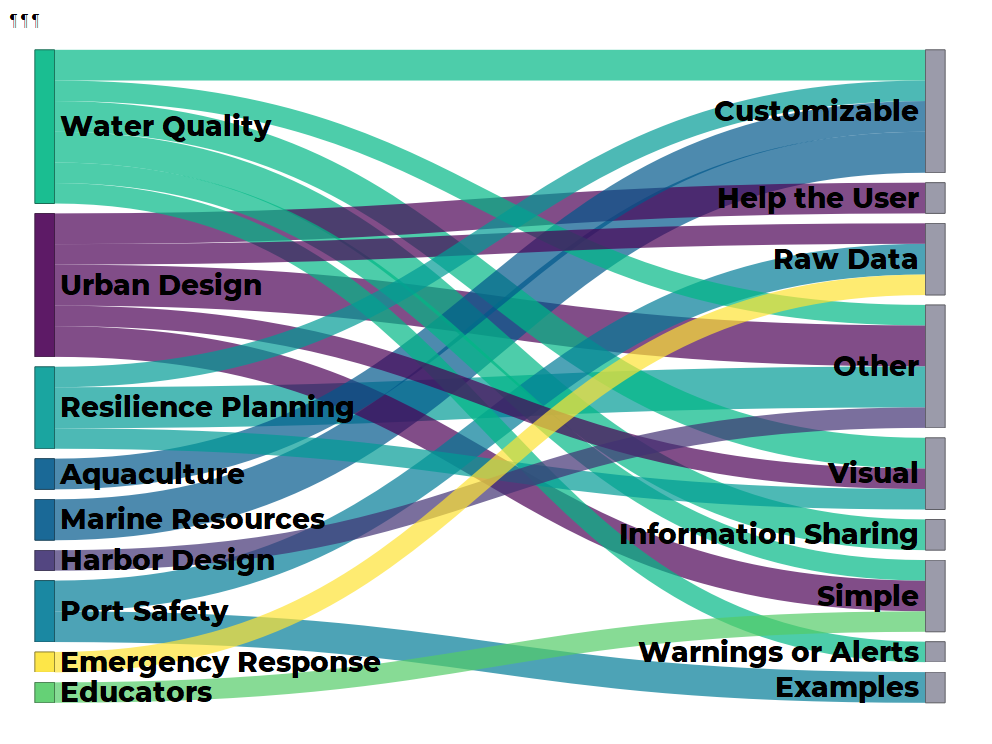 ¶¶¶
Water Quality
Urban Design
Resilience Planning
Aquaculture
Marine Resources
Harbor Design
Port Safety
Emergency Response
Educators
Customizable
Help the User
Raw Data
Other
Visual
Information Sharing
Simple
Warnings or Alerts
Examples